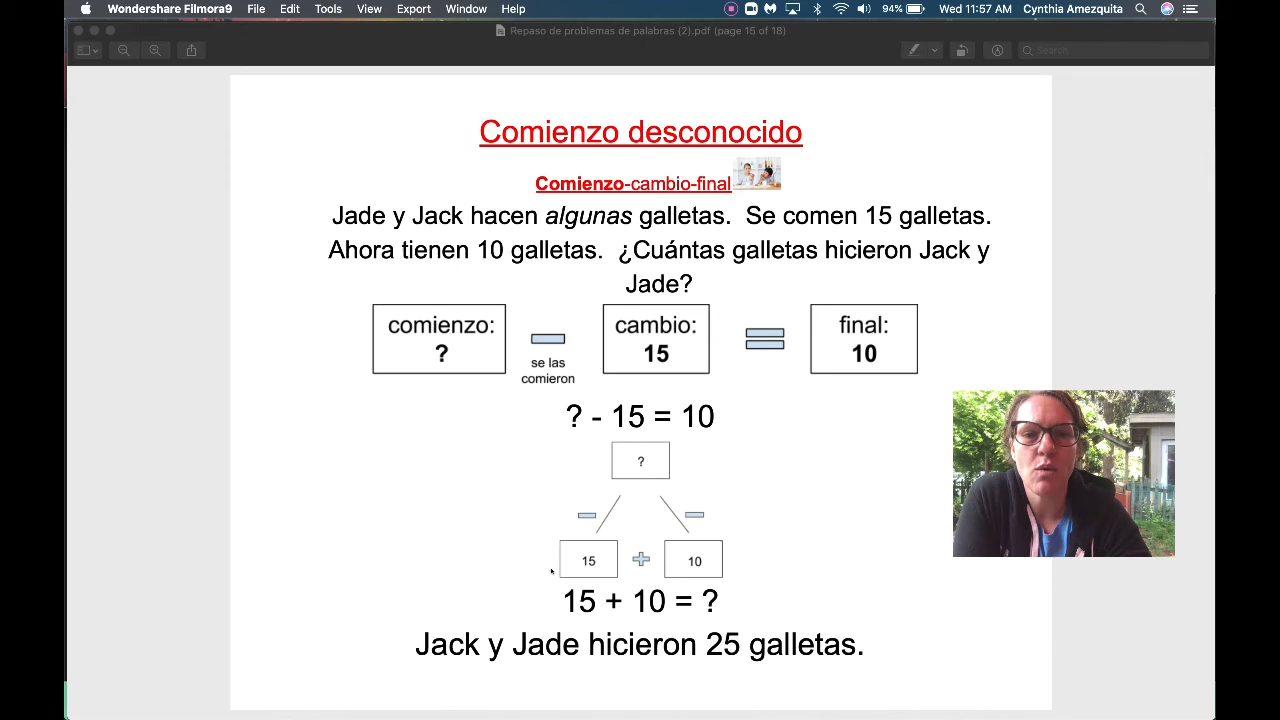 Wondershare Filmora9 File Edit Tools View Export Window Help 94% Wed 11:57 AM Cynthia Amezquita
Repaso de problemas de palabras (2).pdf (page 15 of 18)
Search
Comienzo desconocido
Comienzo-cambio-final
Jade y Jack hacen algunas galletas. Se comen 15 galletas.
Ahora tienen 10 galletas. ¿Cuántas galletas hicieron Jack y
Jade?
comienzo: cambio: final:
? 15 10
se las
comieron
? - 15 = 10
?
15 + 10
15 + 10 = ?
Jack y Jade hicieron 25 galletas.